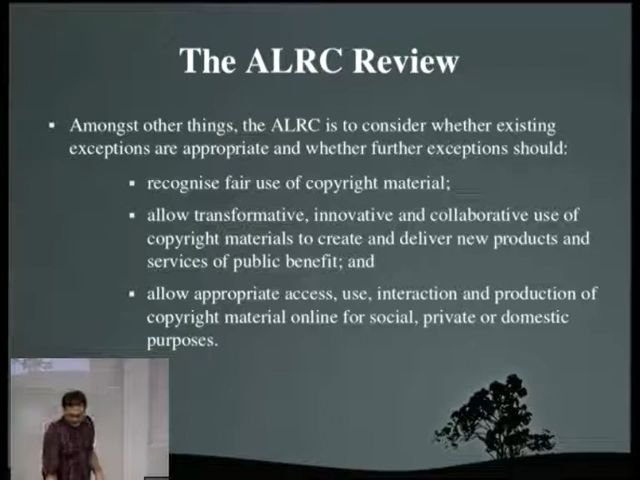 The ALRC Review
▪ Amongst other things, the ALRC is to consider whether existing
exceptions are appropriate and whether further exceptions should:
▪ recognise fair use of copyright material;
▪ allow transformative, innovative and collaborative use of
copyright materials to create and deliver new products and
services of public benefit; and
▪ allow appropriate access, use, interaction and production of
copyright material online for social, private or domestic
purposes.